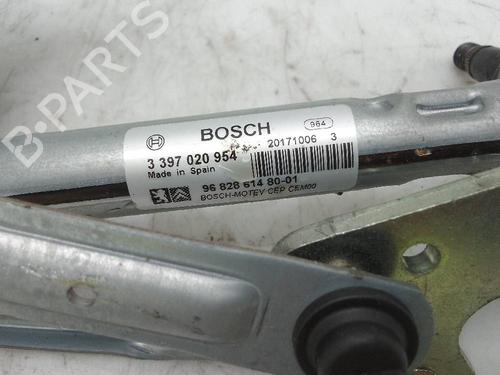 B-PARTS
BOSCH
984
3 397 020 954
20171006 3
Made in Spain
96 828 614 80-01
BOSCH-MOTEV CEP CEM00